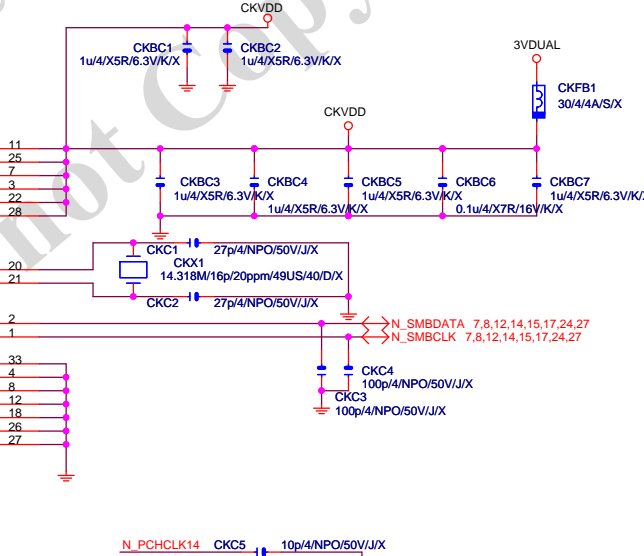 CKVDD
CKBC1
1u/4/X5R/6.3V/K/X
CKBC2
1u/4/X5R/6.3V/K/X
3VDUAL
CKFB1
30/4/4A/S/X
CKVDD
11
25
7
3
22
28
CKBC3
1u/4/X5R/6.3V/K/X
CKBC4
1u/4/X5R/6.3V/K/X
CKBC5
1u/4/X5R/6.3V/K/X
CKBC6
0.1u/4/X7R/16V/K/X
CKBC7
1u/4/X5R/6.3V/K/X
20
21
CKC1
27p/4/NPO/50V/J/X
CKX1
14.318M/16p/20ppm/49US/40/D/X
CKC2
27p/4/NPO/50V/J/X
2
1
N_SMBDATA 7,8,12,14,15,17,24,27
N_SMBCLK 7,8,12,14,15,17,24,27
CKC4
100p/4/NPO/50V/J/X
CKC3
100p/4/NPO/50V/J/X
33
4
8
12
18
26
27
N_PCHCLK14
CKC5
10p/4/NPO/50V/J/X
not Copy